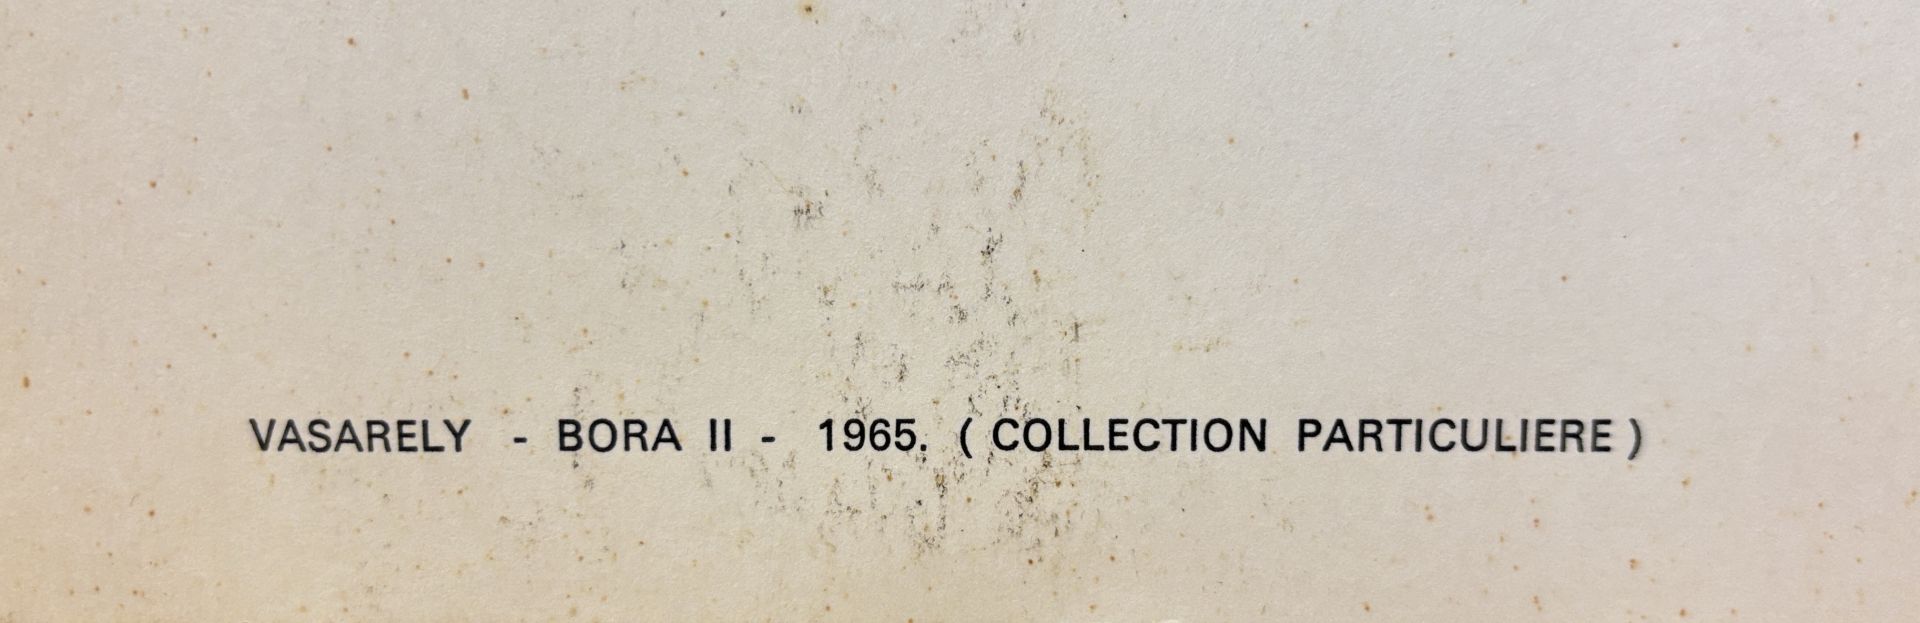 VASARELY - BORA II - 1965. ( COLLECTION PARTICULIERE )